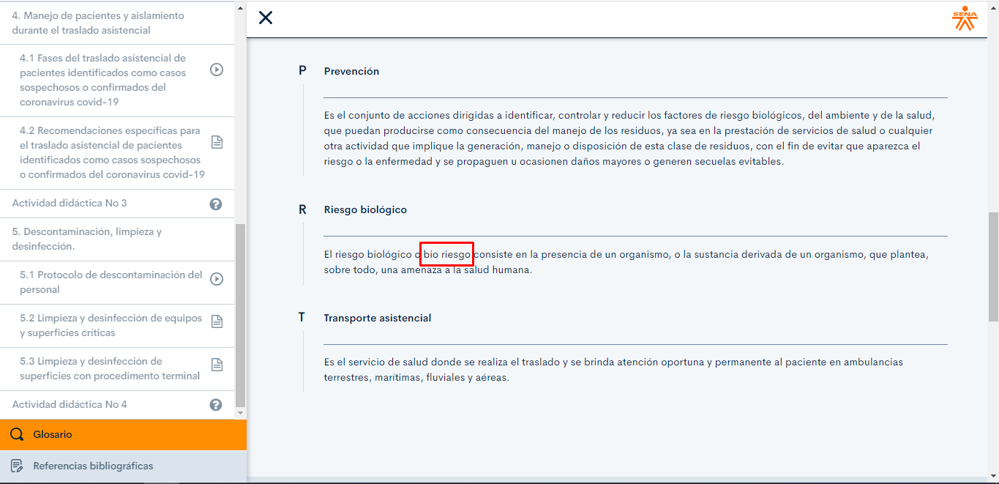 4. Manejo de pacientes y aislamiento
durante el traslado asistencial
4.1 Fases del traslado asistencial de
pacientes identificados como casos
sospechosos o confirmados del
coronavirus covid-19
4.2 Recomendaciones específicas para
el traslado asistencial de pacientes
identificados como casos sospechosos
o confirmados del coronavirus covid-19
Actividad didáctica No 3
5. Descontaminación, limpieza y
desinfección.
5.1 Protocolo de descontaminación del
personal
5.2 Limpieza y desinfección de equipos
y superficies críticas
5.3 Limpieza y desinfección de
superficies con procedimento terminal
Actividad didáctica No 4
Glosario
Referencias bibliográficas
SENA
P Prevención
Es el conjunto de acciones dirigidas a identificar, controlar y reducir los factores de riesgo biológicos, del ambiente y de la salud,
que puedan producirse como consecuencia del manejo de los residuos, ya sea en la prestación de servicios de salud o cualquier
otra actividad que implique la generación, manejo o disposición de esta clase de residuos, con el fin de evitar que aparezca el
riesgo o la enfermedad y se propaguen u ocasionen daños mayores o generen secuelas evitables.
R Riesgo biológico
El riesgo biológico o bio riesgo consiste en la presencia de un organismo, o la sustancia derivada de un organismo, que plantea,
sobre todo, una amenaza a la salud humana.
T Transporte asistencial
Es el servicio de salud donde se realiza el traslado y se brinda atención oportuna y permanente al paciente en ambulancias
terrestres, marítimas, fluviales y aéreas.